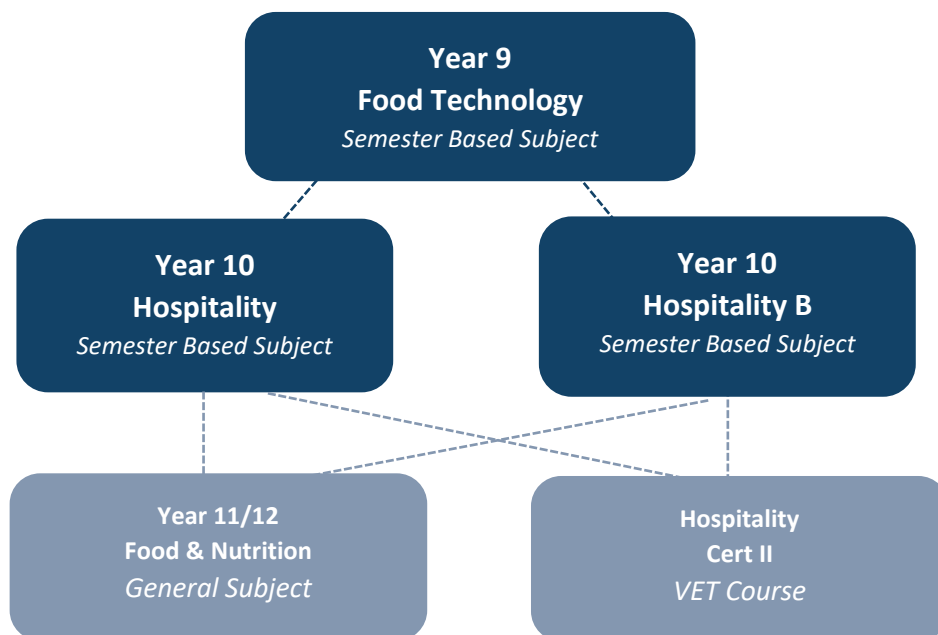 Year 9
Food Technology
Semester Based Subject
Year 10
Hospitality
Semester Based Subject
Year 10
Hospitality B
Semester Based Subject
Year 11/12
Food & Nutrition
General Subject
Hospitality
Cert II
VET Course